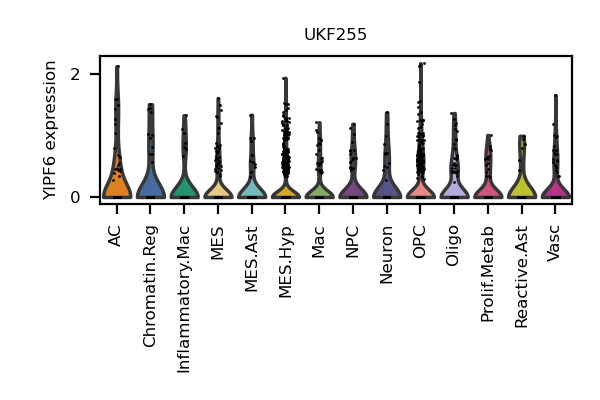 UKF255
YIPF6 expression
2
0
AC
Chromatin.Reg
Inflammatory.Mac
MES
MES.Ast
MES.Hyp
Mac
NPC
Neuron
OPC
Oligo
Prolif.Metab
Reactive.Ast
Vasc